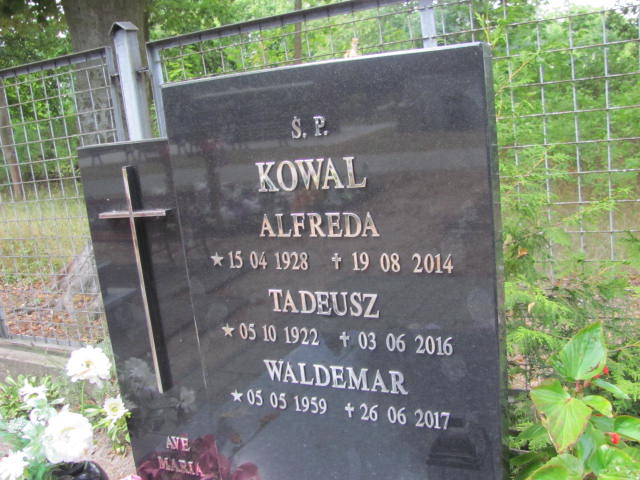 Ś. P.
KOWAL
ALFREDA
★ 15 04 1928 ✝ 19 08 2014
TADEUSZ
★ 05 10 1922 ✝ 03 06 2016
WALDEMAR
★ 05 05 1959 ✝ 26 06 2017
AVE
MARIA